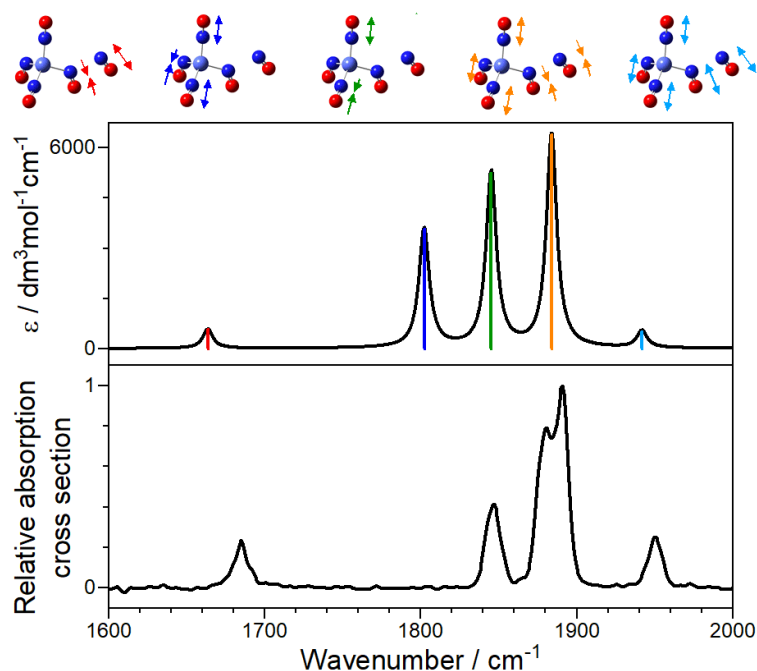 6000
ε / dm³mol⁻¹cm⁻¹
0
1
Relative absorption
cross section
0
1600
1700
1800
1900
2000
Wavenumber / cm⁻¹